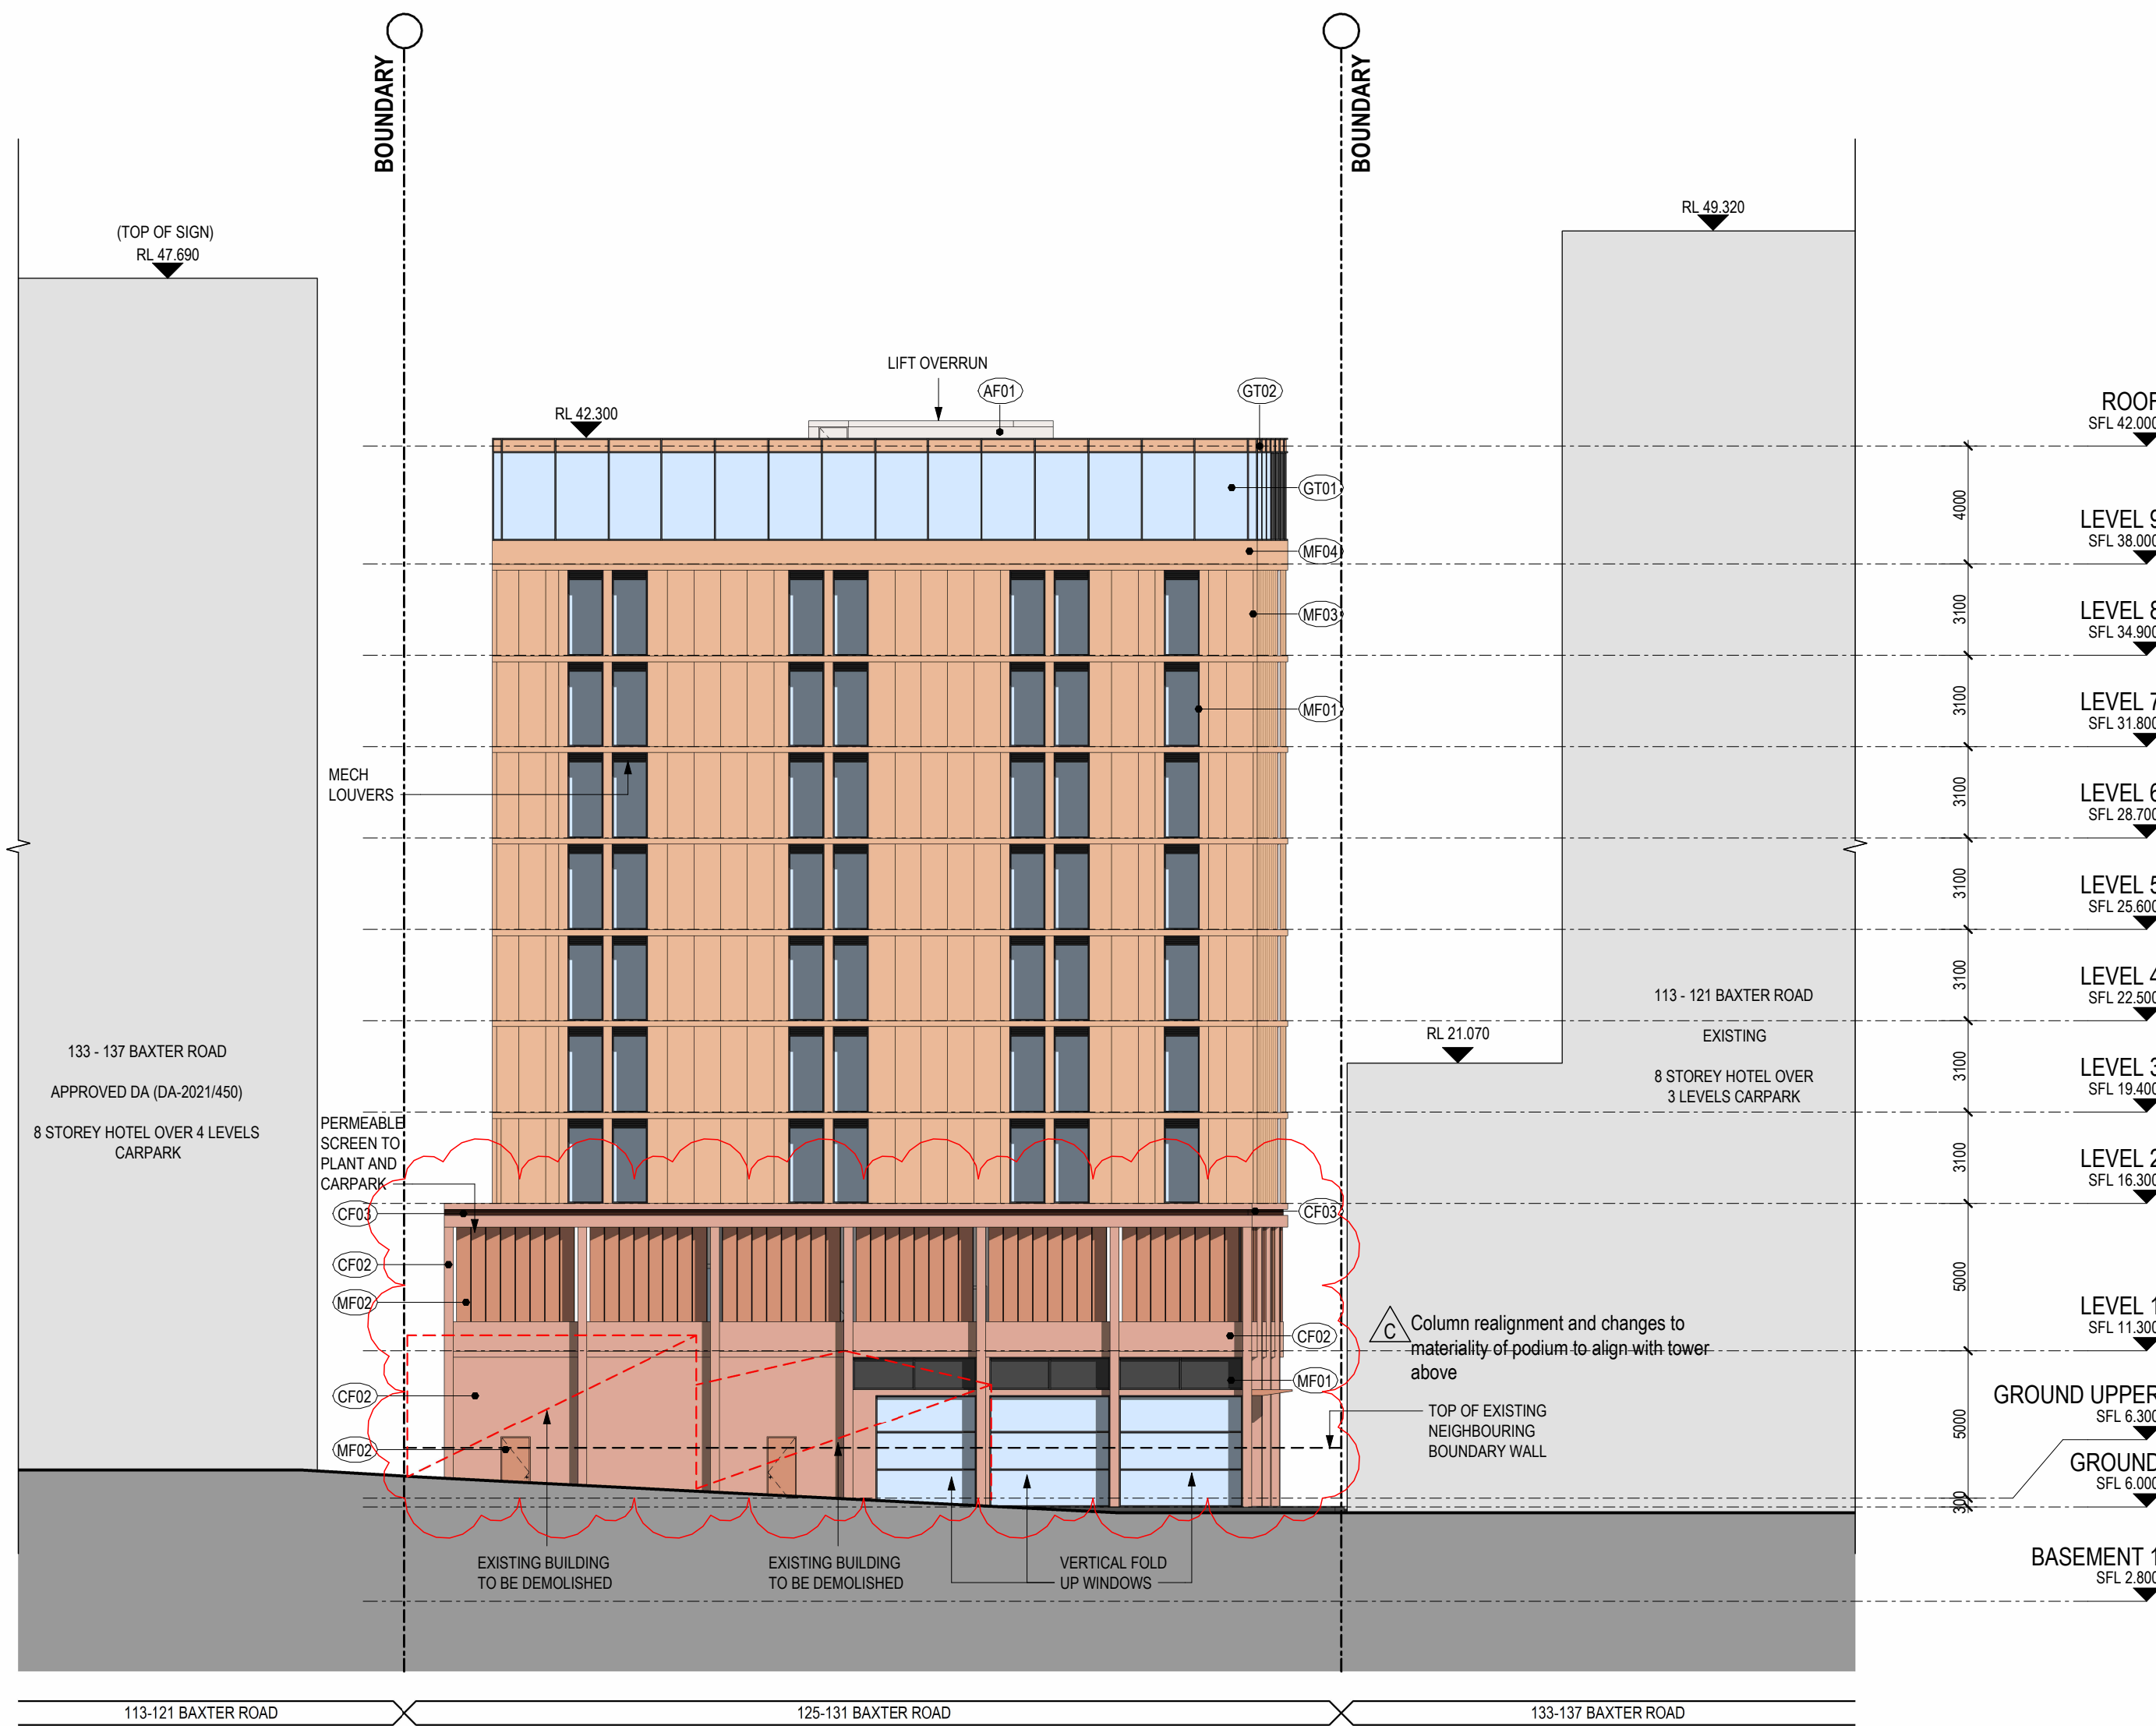 BOUNDARY
BOUNDARY
(TOP OF SIGN)
RL 47.690
RL 49.320
LIFT OVERRUN
AF01
GT02
RL 42.300
GT01
MF04
MF03
MF01
MECH
LOUVERS
133 - 137 BAXTER ROAD
APPROVED DA (DA-2021/450)
8 STOREY HOTEL OVER 4 LEVELS
CARPARK
113 - 121 BAXTER ROAD
EXISTING
8 STOREY HOTEL OVER
3 LEVELS CARPARK
RL 21.070
PERMEABLE
SCREEN TO
PLANT AND
CARPARK
CF03
CF02
MF02
CF02
MF02
CF03
CF02
MF01
C
Column realignment and changes to
materiality of podium to align with tower
above
TOP OF EXISTING
NEIGHBOURING
BOUNDARY WALL
EXISTING BUILDING
TO BE DEMOLISHED
EXISTING BUILDING
TO BE DEMOLISHED
VERTICAL FOLD
UP WINDOWS
4000
3100
3100
3100
3100
3100
3100
3100
5000
5000
300
ROOF
SFL 42.000
LEVEL 9
SFL 38.000
LEVEL 8
SFL 34.900
LEVEL 7
SFL 31.800
LEVEL 6
SFL 28.700
LEVEL 5
SFL 25.600
LEVEL 4
SFL 22.500
LEVEL 3
SFL 19.400
LEVEL 2
SFL 16.300
LEVEL 1
SFL 11.300
GROUND UPPER
SFL 6.300
GROUND
SFL 6.000
BASEMENT 1
SFL 2.800
113-121 BAXTER ROAD
125-131 BAXTER ROAD
133-137 BAXTER ROAD